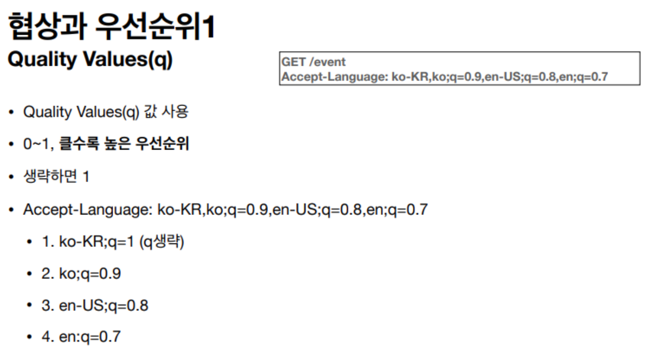 협상과 우선순위1
Quality Values(q)
GET /event
Accept-Language: ko-KR,ko;q=0.9,en-US;q=0.8,en;q=0.7
• Quality Values(q) 값 사용
• 0~1, 클수록 높은 우선순위
• 생략하면 1
• Accept-Language: ko-KR,ko;q=0.9,en-US;q=0.8,en;q=0.7
• 1. ko-KR;q=1 (q생략)
• 2. ko;q=0.9
• 3. en-US;q=0.8
• 4. en:q=0.7